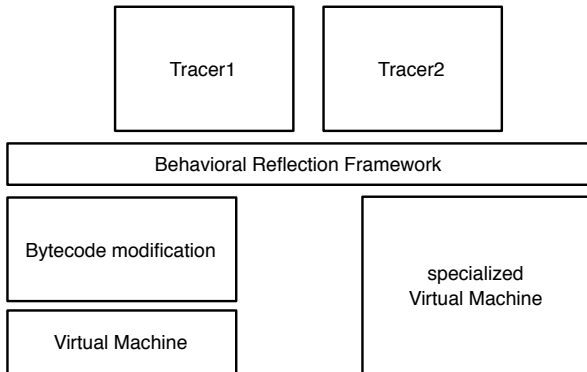 Tracer1
Tracer2
Behavioral Reflection Framework
Bytecode modification
specialized
Virtual Machine
Virtual Machine